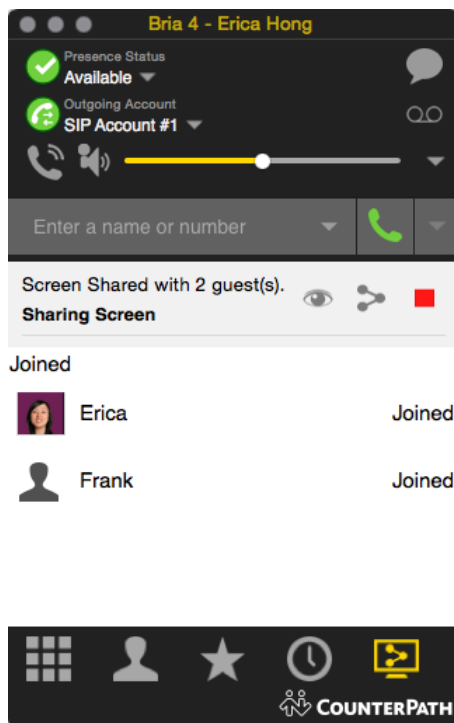 Bria 4 - Erica Hong
Presence Status
Available
Outgoing Account
SIP Account #1
Enter a name or number
Screen Shared with 2 guest(s).
Sharing Screen
Joined
Erica Joined
Frank Joined
COUNTERPATH